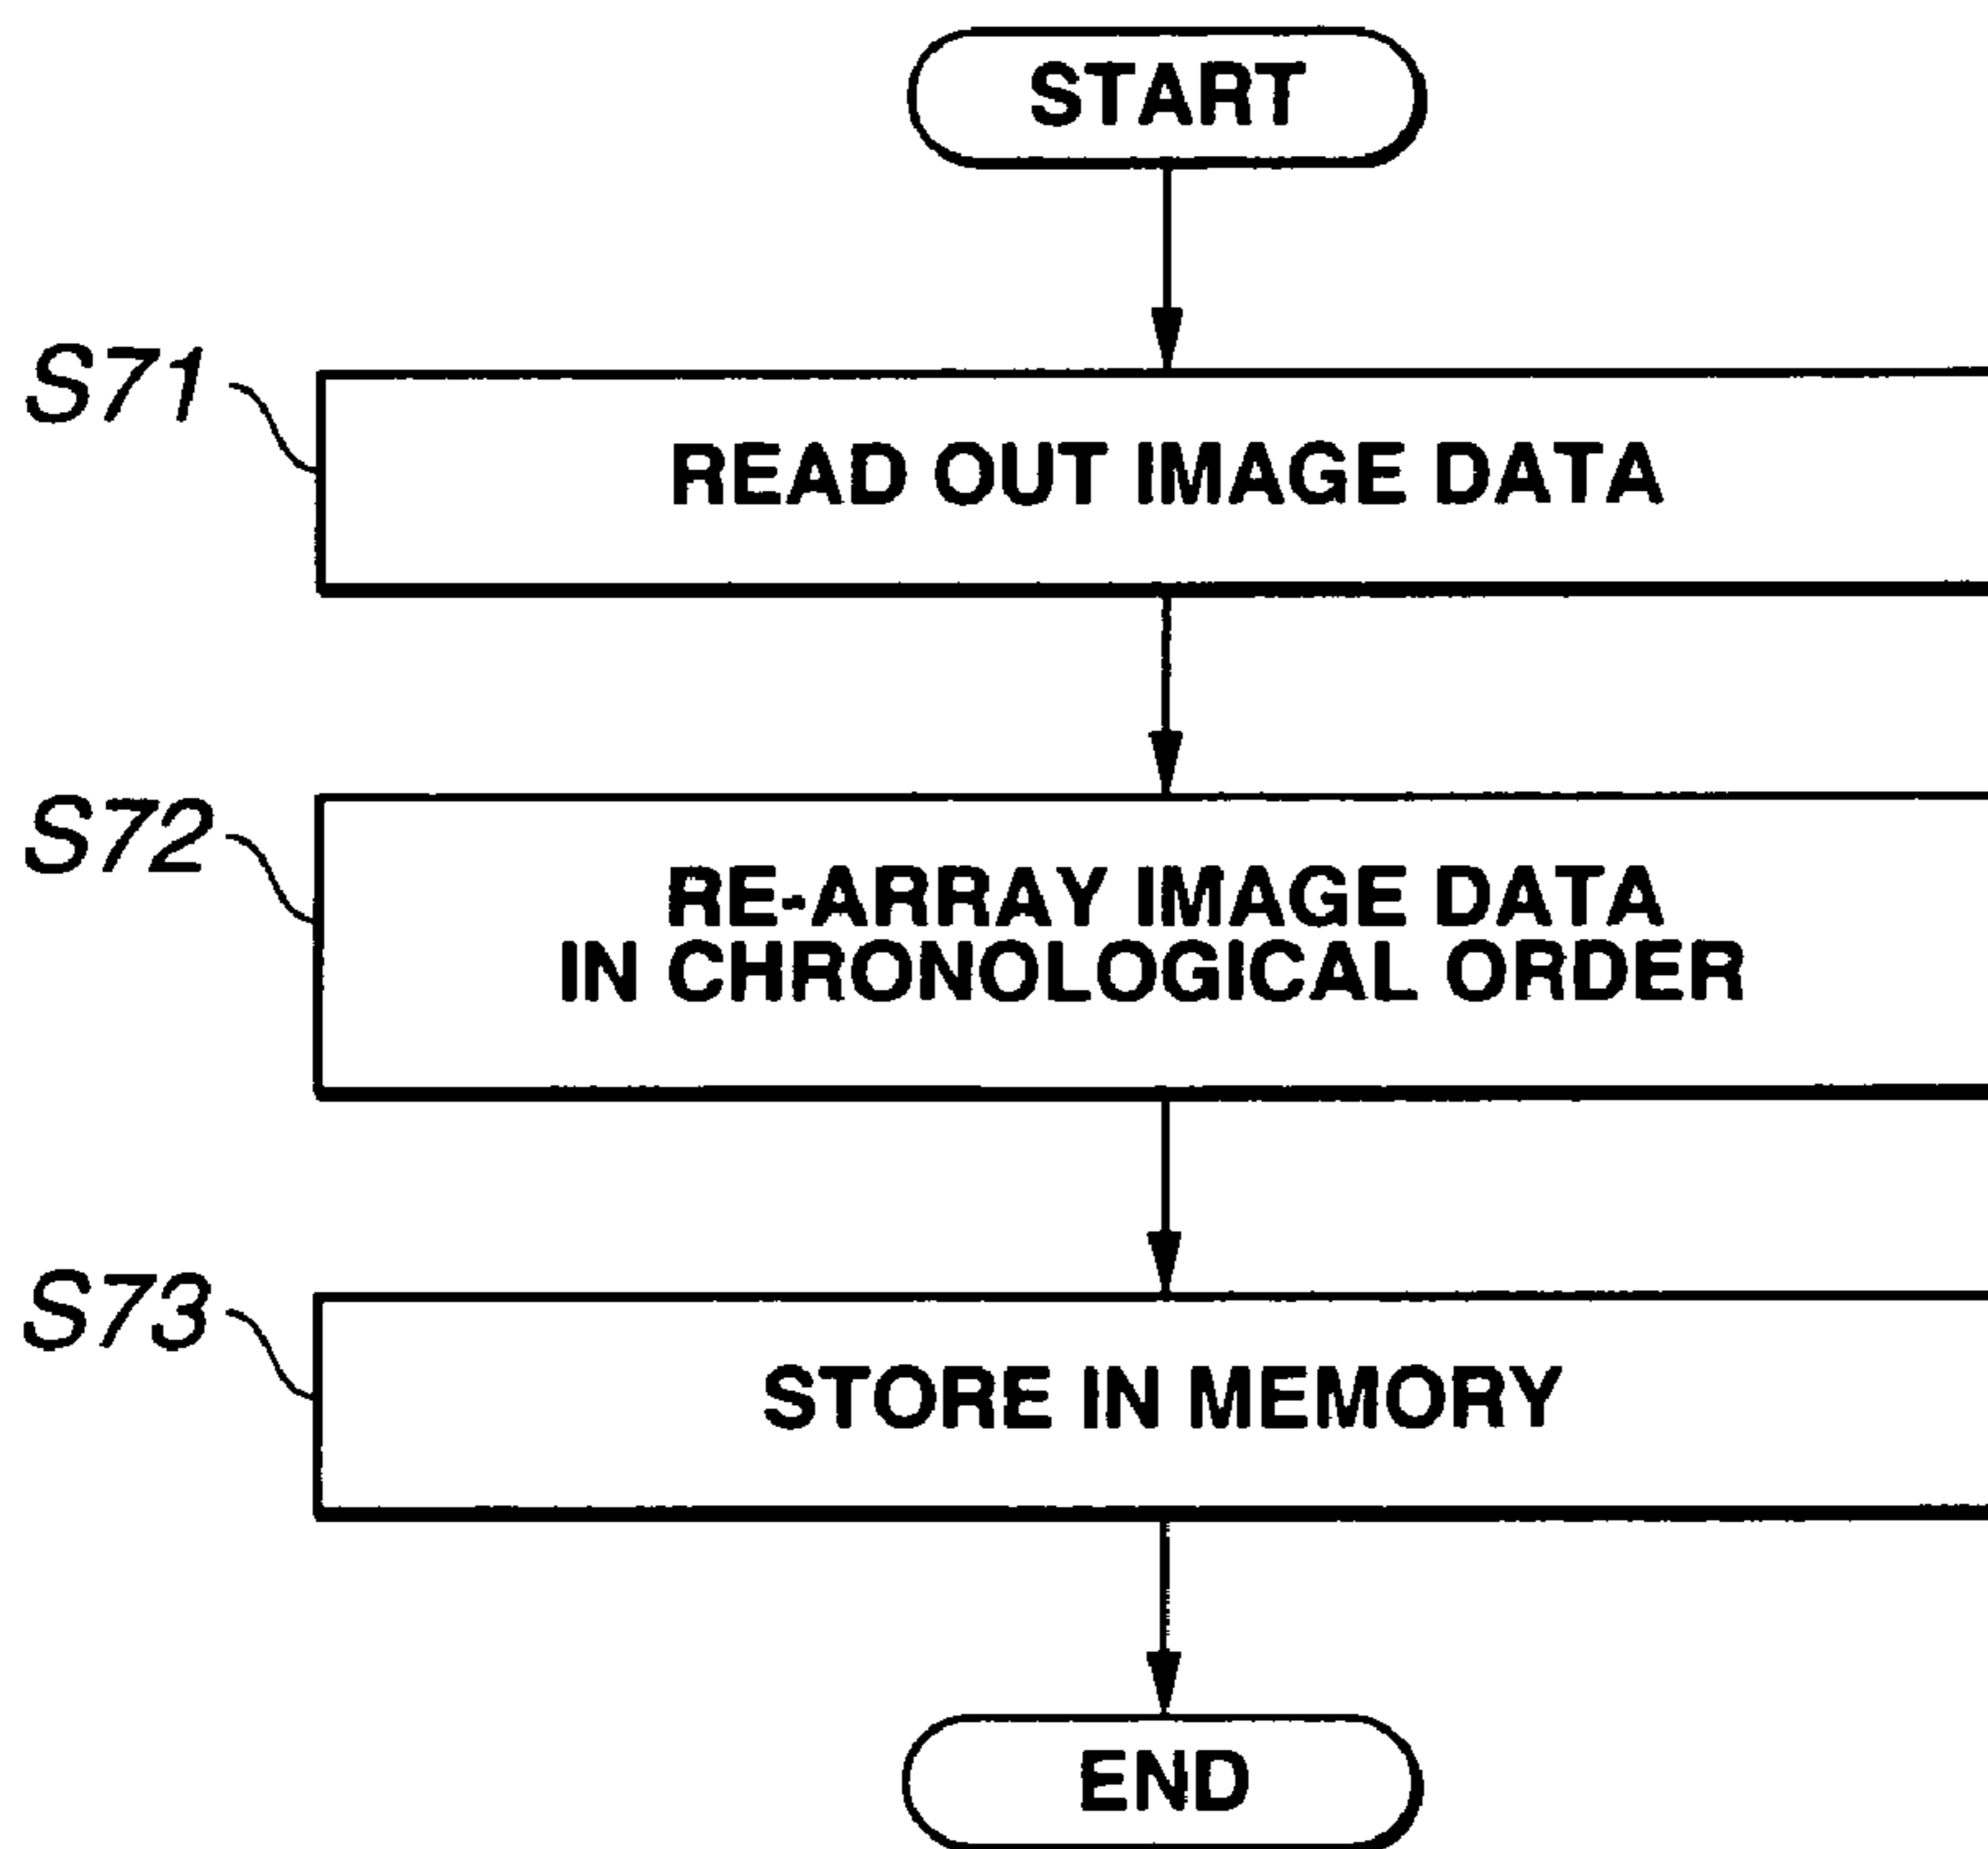 START
S71
READ OUT IMAGE DATA
S72
RE-ARRAY IMAGE DATA
IN CHRONOLOGICAL ORDER
S73
STORE IN MEMORY
END